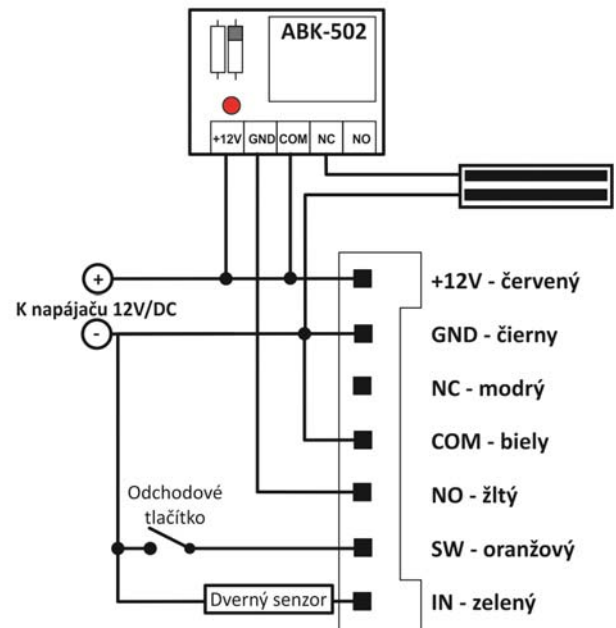 ABK-502
+12V GND COM NC NO
+
K napájaču 12V/DC
-
+12V - červený
GND - čierny
NC - modrý
COM - biely
NO - žltý
Odchodové
tlačítko
SW - oranžový
Dverný senzor
IN - zelený